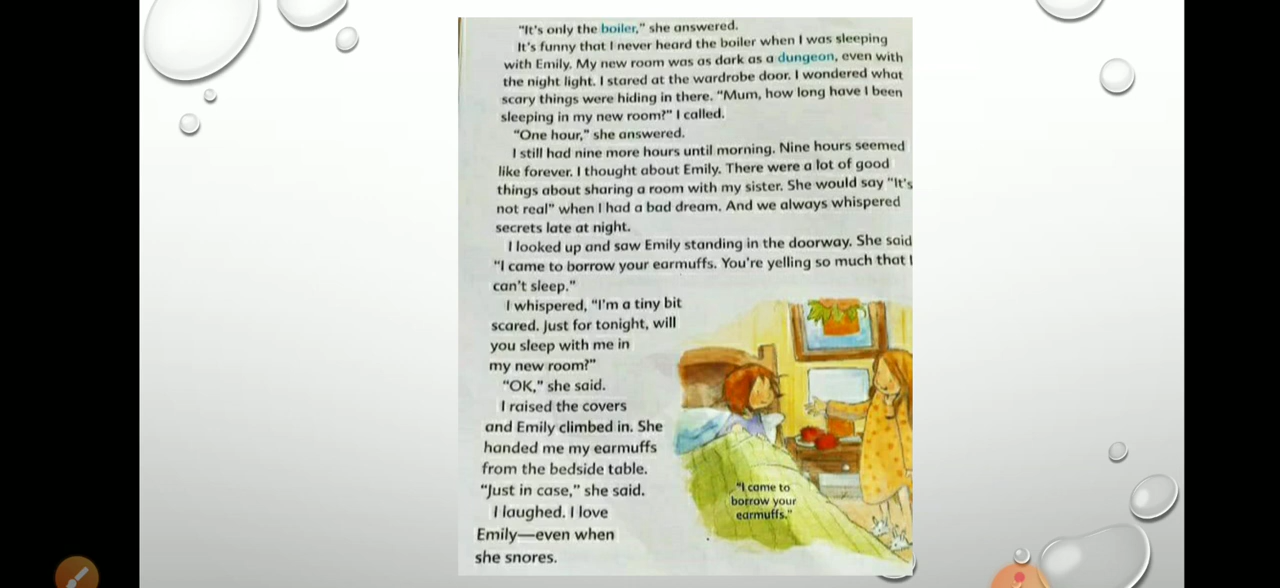 "It's only the boiler," she answered.
It's funny that I never heard the boiler when I was sleeping
with Emily. My new room was as dark as a dungeon, even with
the night light. I stared at the wardrobe door. I wondered what
scary things were hiding in there. "Mum, how long have I been
sleeping in my new room?" I called.
"One hour," she answered.
I still had nine more hours until morning. Nine hours seemed
like forever. I thought about Emily. There were a lot of good
things about sharing a room with my sister. She would say "It's
not real" when I had a bad dream. And we always whispered
secrets late at night.
I looked up and saw Emily standing in the doorway. She said
"I came to borrow your earmuffs. You're yelling so much that I
can't sleep."
I whispered, "I'm a tiny bit
scared. Just for tonight, will
you sleep with me in
my new room?"
"OK," she said.
I raised the covers
and Emily climbed in. She
handed me my earmuffs
from the bedside table.
"Just in case," she said.
I laughed. I love
Emily—even when
she snores.
"I came to
borrow your
earmuffs."